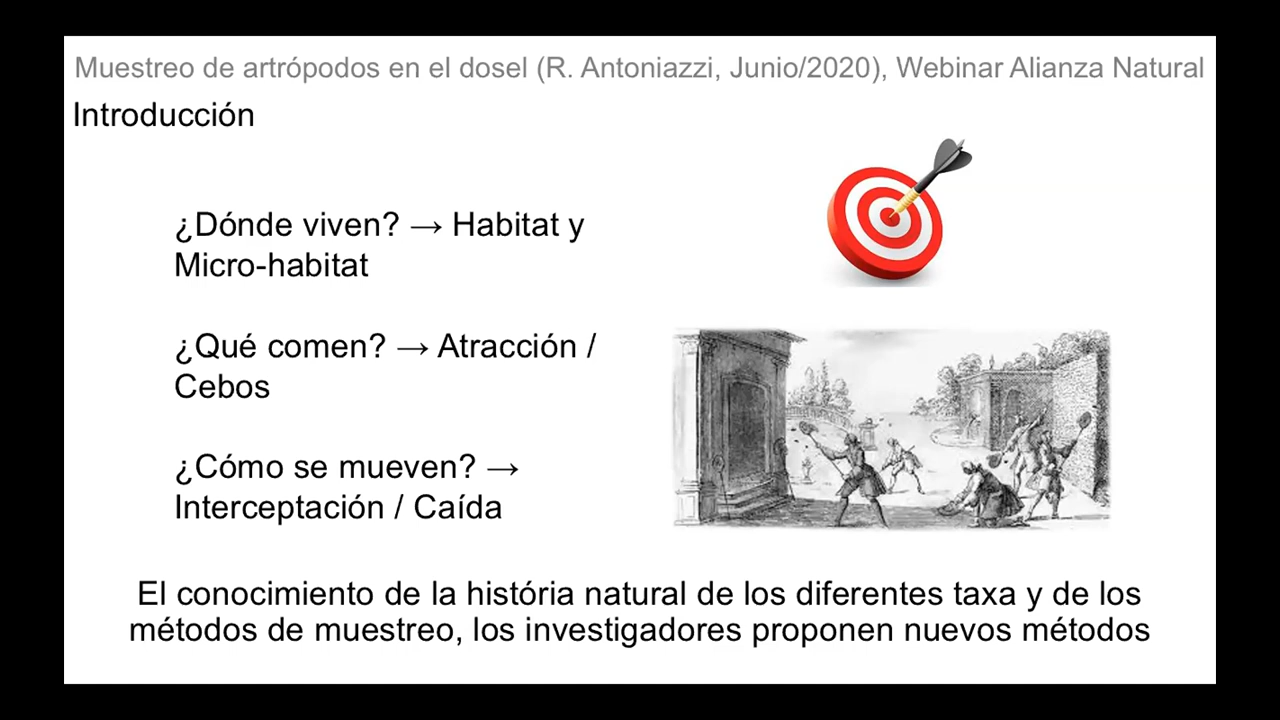 Muestreo de artrópodos en el dosel (R. Antoniazzi, Junio/2020), Webinar Alianza Natural
Introducción
¿Dónde viven? → Habitat y
Micro-habitat
¿Qué comen? → Atracción /
Cebos
¿Cómo se mueven? →
Interceptación / Caída
El conocimiento de la história natural de los diferentes taxa y de los
métodos de muestreo, los investigadores proponen nuevos métodos